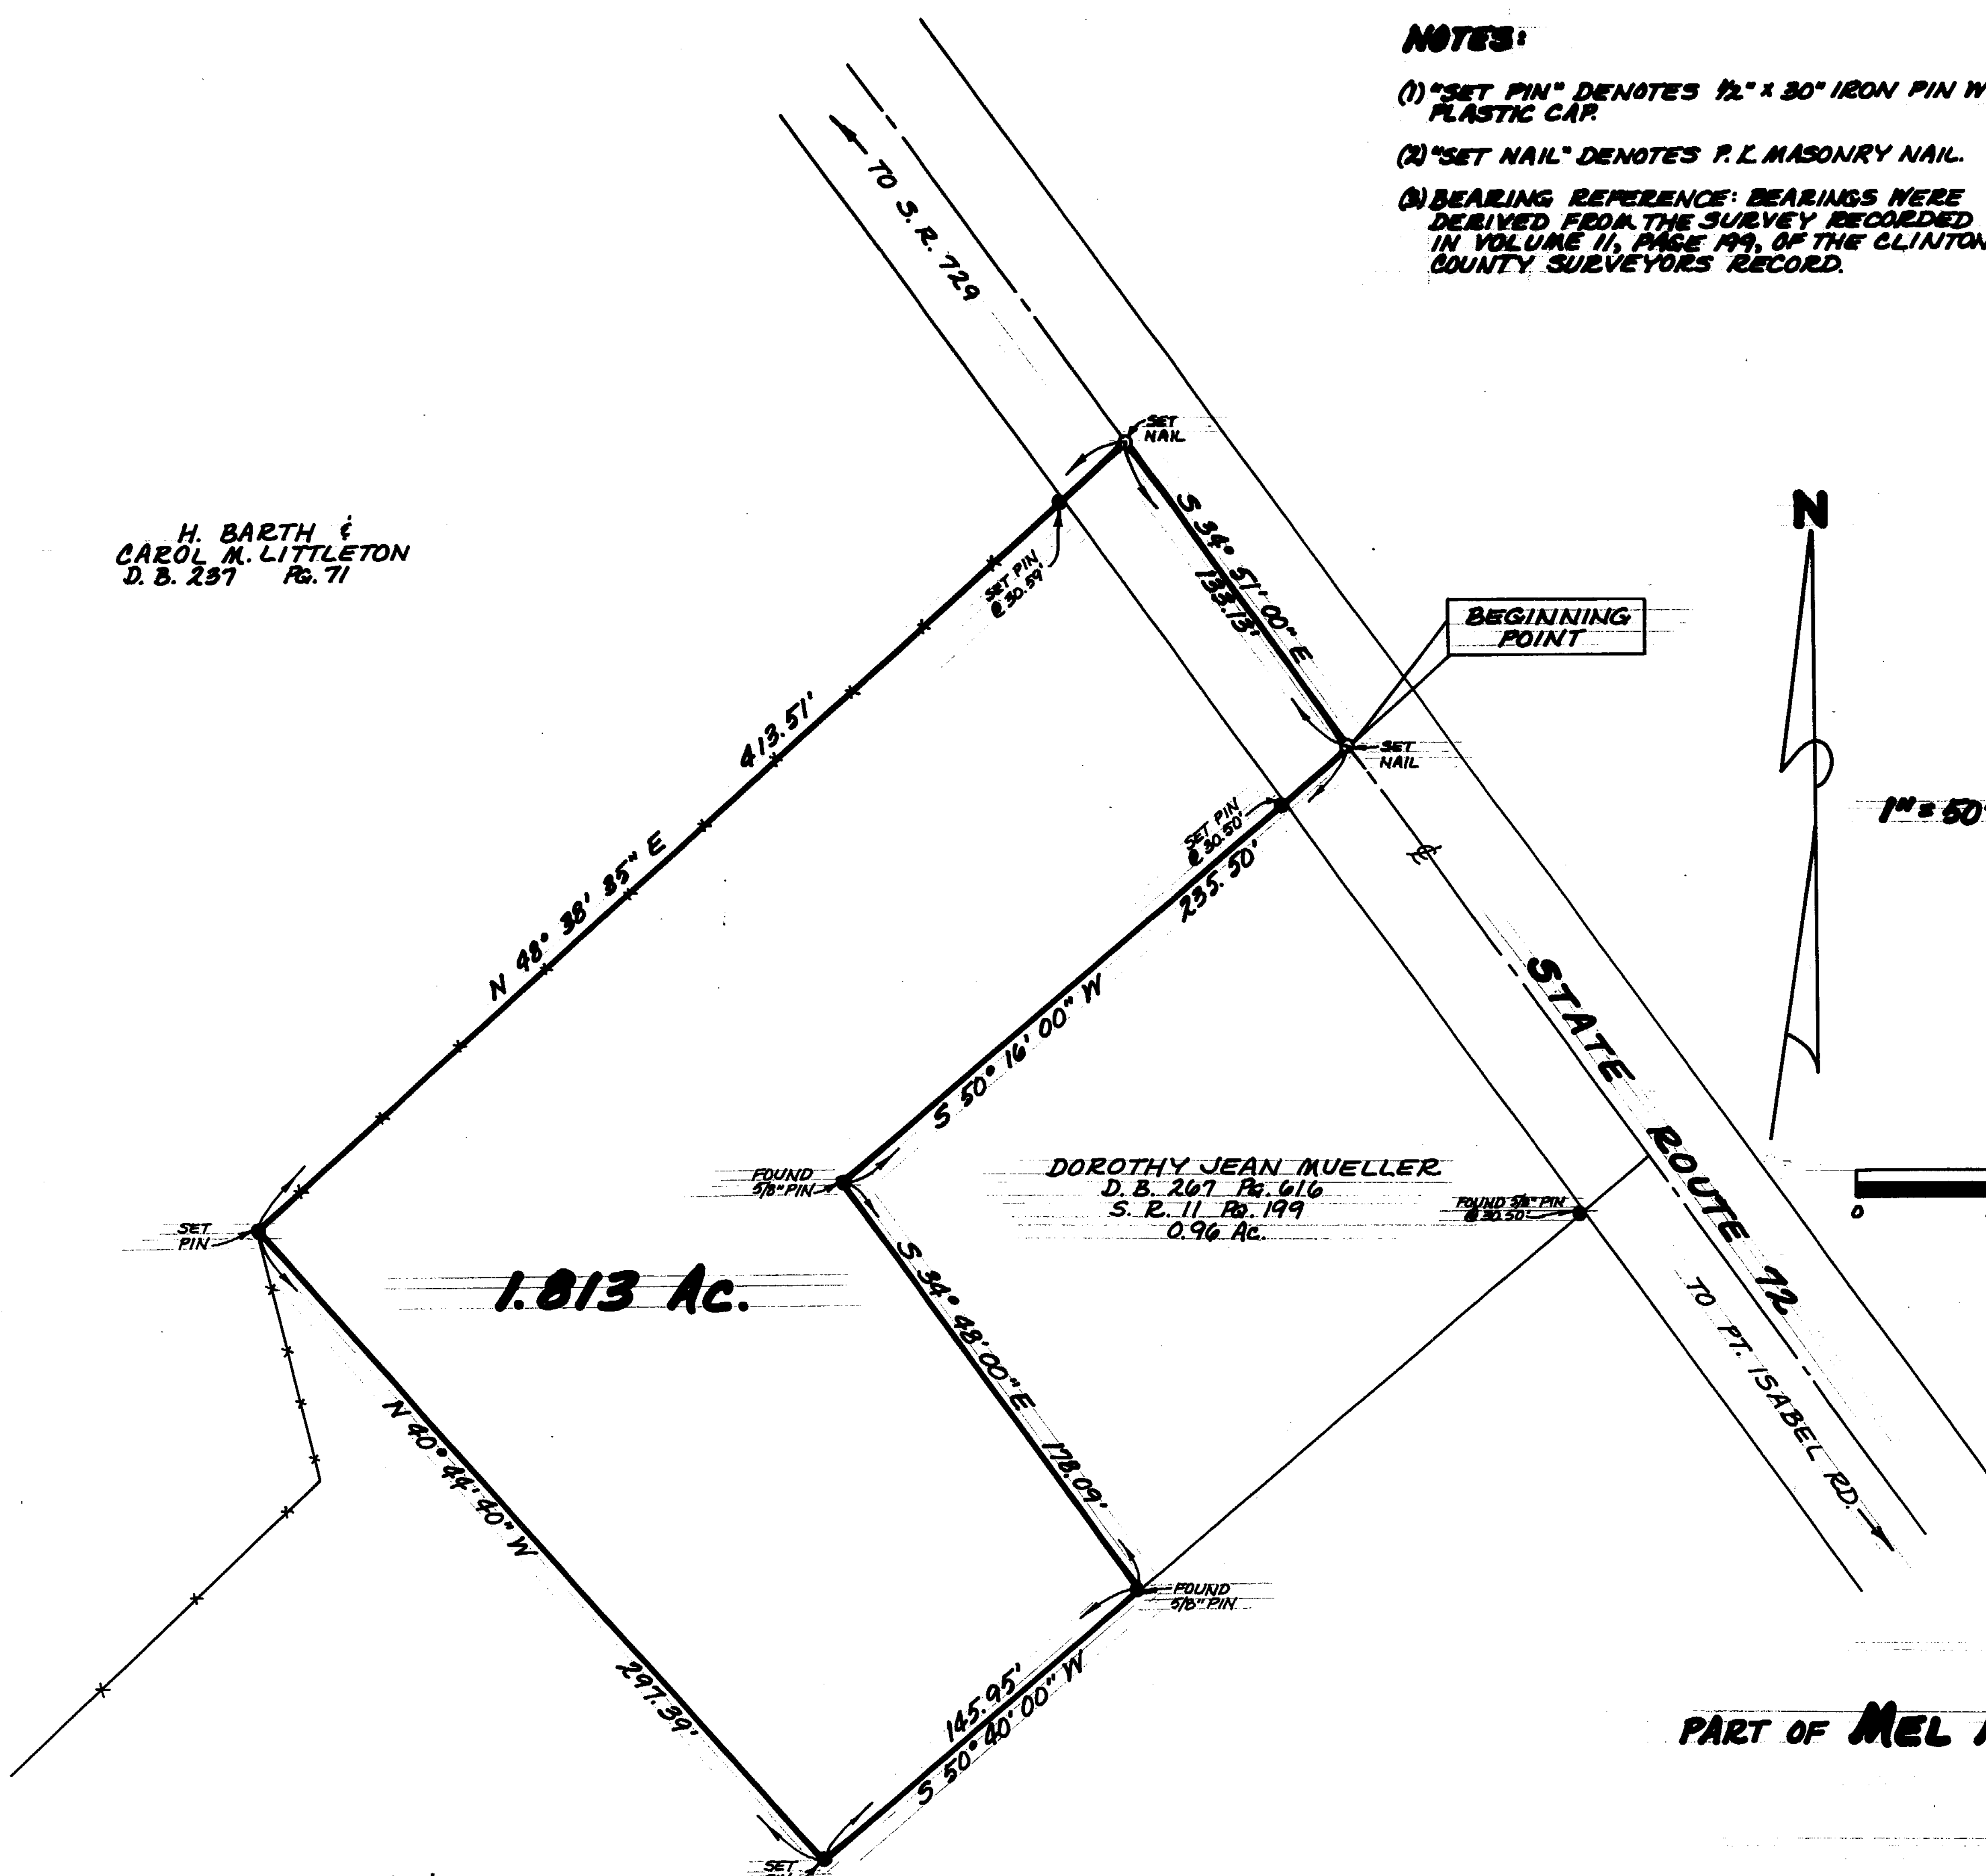 NOTES:
(1) "SET PIN" DENOTES 1/2" X 30" IRON PIN W
PLASTIC CAP.
(2) "SET NAIL" DENOTES P.K. MASONRY NAIL.
(3) BEARING REFERENCE: BEARINGS WERE
DERIVED FROM THE SURVEY RECORDED
IN VOLUME 11, PAGE 199, OF THE CLINTON
COUNTY SURVEYORS RECORD.
TO S. R. 729
SET
NAIL
H. BARTH &
CAROL M. LITTLETON
D. B. 237 PG. 71
SET PIN
@ 30.59'
S 34° 51' 00" E
133.13'
N
BEGINNING
POINT
413.51'
N 48° 38' 35" E
SET
NAIL
1" = 50'
SET PIN
@ 30.50'
235.50'
S 50° 16' 00" W
℄
STATE ROUTE 72
FOUND
5/8" PIN
DOROTHY JEAN MUELLER
D. B. 267 PG. 616
S. R. 11 PG. 199
0.96 AC.
FOUND 5/8" PIN
@ 30.50'
0
SET
PIN
1.813 AC.
S 34° 48' 00" E 178.09'
TO PT. ISABEL RD.
N 40° 44' 40" W
297.39'
FOUND
5/8" PIN
145.95'
S 50° 40' 00" W
PART OF MEL
SET